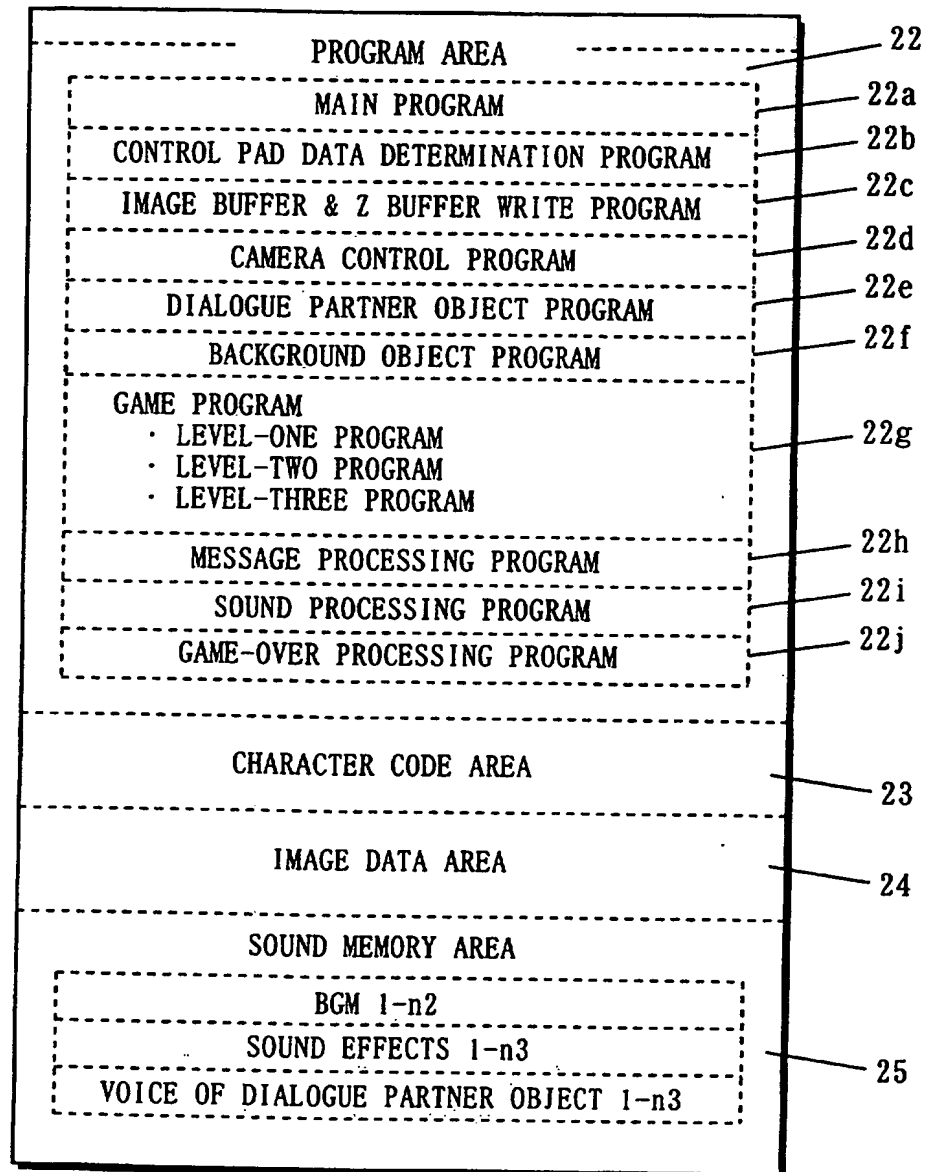 PROGRAM AREA 22
MAIN PROGRAM 22a
CONTROL PAD DATA DETERMINATION PROGRAM 22b
IMAGE BUFFER & Z BUFFER WRITE PROGRAM 22c
CAMERA CONTROL PROGRAM 22d
DIALOGUE PARTNER OBJECT PROGRAM 22e
BACKGROUND OBJECT PROGRAM 22f
GAME PROGRAM
· LEVEL-ONE PROGRAM 22g
· LEVEL-TWO PROGRAM
· LEVEL-THREE PROGRAM
MESSAGE PROCESSING PROGRAM 22h
SOUND PROCESSING PROGRAM 22i
GAME-OVER PROCESSING PROGRAM 22j
CHARACTER CODE AREA 23
IMAGE DATA AREA 24
SOUND MEMORY AREA
BGM 1-n2
SOUND EFFECTS 1-n3 25
VOICE OF DIALOGUE PARTNER OBJECT 1-n3